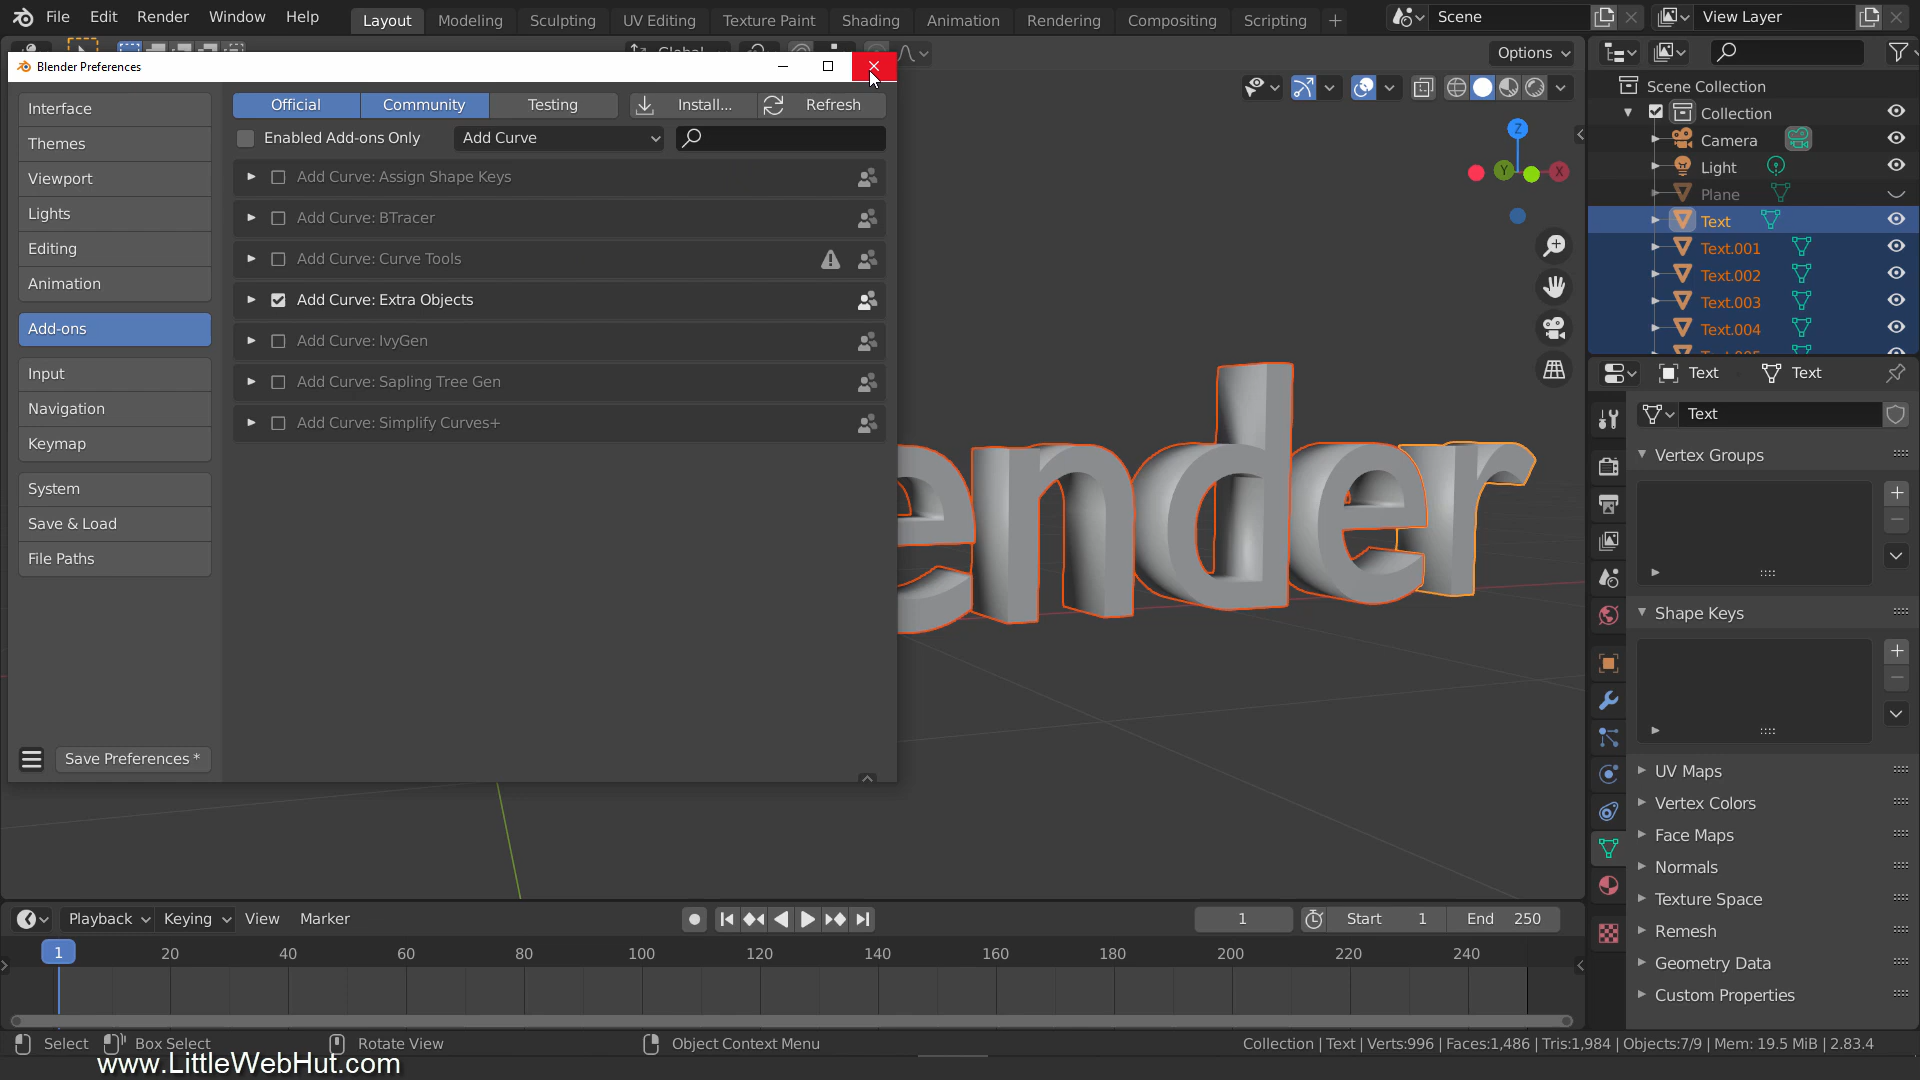 File Edit Render Window Help Layout Modeling Sculpting UV Editing Texture Paint Shading Animation Rendering Compositing Scripting + Scene View Layer
Global Options
Blender Preferences
Interface
Themes
Viewport
Lights
Editing
Animation
Add-ons
Input
Navigation
Keymap
System
Save & Load
File Paths
Save Preferences *
Official Community Testing Install... Refresh
Enabled Add-ons Only Add Curve
Add Curve: Assign Shape Keys
Add Curve: BTracer
Add Curve: Curve Tools
Add Curve: Extra Objects
Add Curve: IvyGen
Add Curve: Sapling Tree Gen
Add Curve: Simplify Curves+
Z
Y X
ender
Scene Collection
Collection
Camera
Light
Plane
Text
Text.001
Text.002
Text.003
Text.004
Text.005
Text Text
Text
Vertex Groups
Shape Keys
UV Maps
Vertex Colors
Face Maps
Normals
Texture Space
Remesh
Geometry Data
Custom Properties
Playback Keying View Marker 1 Start 1 End 250
1 20 40 60 80 100 120 140 160 180 200 220 240
Select Box Select Rotate View Object Context Menu Collection | Text | Verts:996 | Faces:1,486 | Tris:1,984 | Objects:7/9 | Mem: 19.5 MiB | 2.83.4
www.LittleWebHut.com